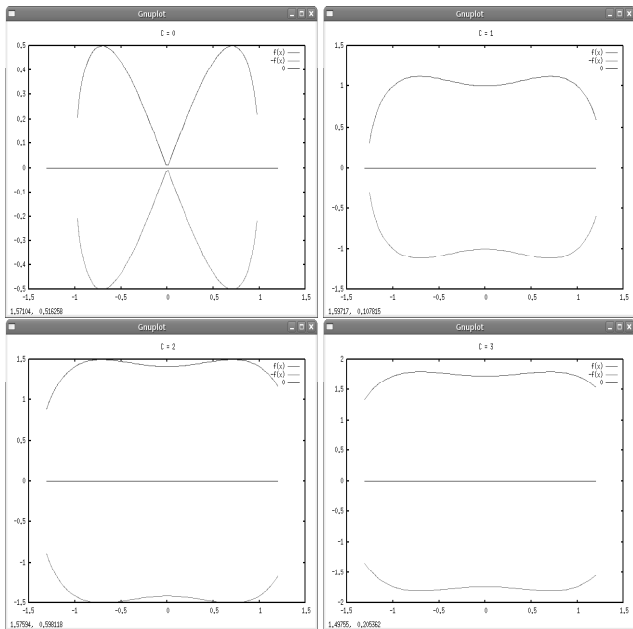 Gnuplot
C = 0
f(x)
-f(x)
0
0.5
0.4
0.3
0.2
0.1
0
-0.1
-0.2
-0.3
-0.4
-0.5
-1.5 -1 -0.5 0 0.5 1 1.5
1.57104, 0.516258
Gnuplot
C = 1
f(x)
-f(x)
0
1.5
1
0.5
0
-0.5
-1
-1.5
-1.5 -1 -0.5 0 0.5 1 1.5
1.59717, 0.107815
Gnuplot
C = 2
f(x)
-f(x)
0
1.5
1
0.5
0
-0.5
-1
-1.5
-1.5 -1 -0.5 0 0.5 1 1.5
1.57594, 0.598118
Gnuplot
C = 3
f(x)
-f(x)
0
2
1.5
1
0.5
0
-0.5
-1
-1.5
-2
-1.5 -1 -0.5 0 0.5 1 1.5
1.49755, 0.205362